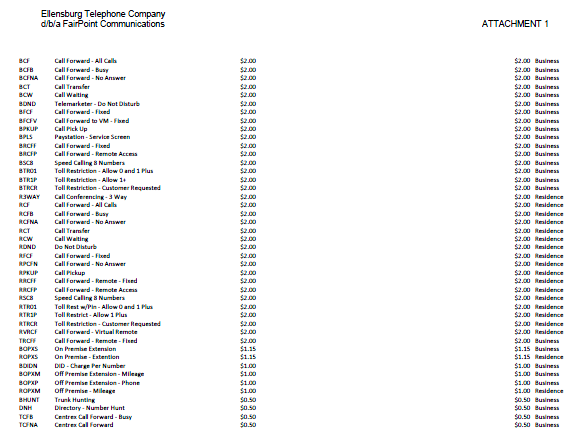 Ellensburg Telephone Company
d/b/a FairPoint Communications
ATTACHMENT 1
BCF Call Forward - All Calls $2.00 $2.00 Business
BCFB Call Forward - Busy $2.00 $2.00 Business
BCFNA Call Forward - No Answer $2.00 $2.00 Business
BCT Call Transfer $2.00 $2.00 Business
BCW Call Waiting $2.00 $2.00 Business
BDND Telemarketer - Do Not Disturb $2.00 $2.00 Business
BFCF Call Forward - Fixed $2.00 $2.00 Business
BFCFV Call Forward to VM - Fixed $2.00 $2.00 Business
BPKUP Call Pick Up $2.00 $2.00 Business
BPLS Paystation - Service Screen $2.00 $2.00 Business
BRCFF Call Forward - Fixed $2.00 $2.00 Business
BRCFP Call Forward - Remote Access $2.00 $2.00 Business
BSC8 Speed Calling 8 Numbers $2.00 $2.00 Business
BTR01 Toll Restriction - Allow 0 and 1 Plus $2.00 $2.00 Business
BTR1P Toll Restriction - Allow 1+ $2.00 $2.00 Business
BTRCR Toll Restriction - Customer Requested $2.00 $2.00 Business
R3WAY Call Conferencing - 3 Way $2.00 $2.00 Residence
RCF Call Forward - All Calls $2.00 $2.00 Residence
RCFB Call Forward - Busy $2.00 $2.00 Residence
RCFNA Call Forward - No Answer $2.00 $2.00 Residence
RCT Call Transfer $2.00 $2.00 Residence
RCW Call Waiting $2.00 $2.00 Residence
RDND Do Not Disturb $2.00 $2.00 Residence
RFCF Call Forward - Fixed $2.00 $2.00 Residence
RPCFN Call Forward - No Answer $2.00 $2.00 Residence
RPKUP Call Pickup $2.00 $2.00 Residence
RRCFF Call Forward - Remote - Fixed $2.00 $2.00 Residence
RRCFP Call Forward - Remote Access $2.00 $2.00 Residence
RSC8 Speed Calling 8 Numbers $2.00 $2.00 Residence
RTR01 Toll Rest w/Pin - Allow 0 and 1 Plus $2.00 $2.00 Residence
RTR1P Toll Restrict - Allow 1 Plus $2.00 $2.00 Residence
RTRCR Toll Restriction - Customer Requested $2.00 $2.00 Residence
RVRCF Call Forward - Virtual Remote $2.00 $2.00 Residence
TRCFF Call Forward - Remote - Fixed $2.00 $2.00 Business
BOPXS On Premise Extension $1.15 $1.15 Business
ROPXS On Premise - Extention $1.15 $1.15 Residence
BDIDN DID - Charge Per Number $1.00 $1.00 Business
BOPXM Off Premise Extension - Mileage $1.00 $1.00 Business
BOPXP Off Premise Extension - Phone $1.00 $1.00 Business
ROPXM Off Premise - Mileage $1.00 $1.00 Residence
BHUNT Trunk Hunting $0.50 $0.50 Business
DNH Directory - Number Hunt $0.50 $0.50 Business
TCFB Centrex Call Forward - Busy $0.50 $0.50 Business
TCFNA Centrex Call Forward $0.50 $0.50 Business